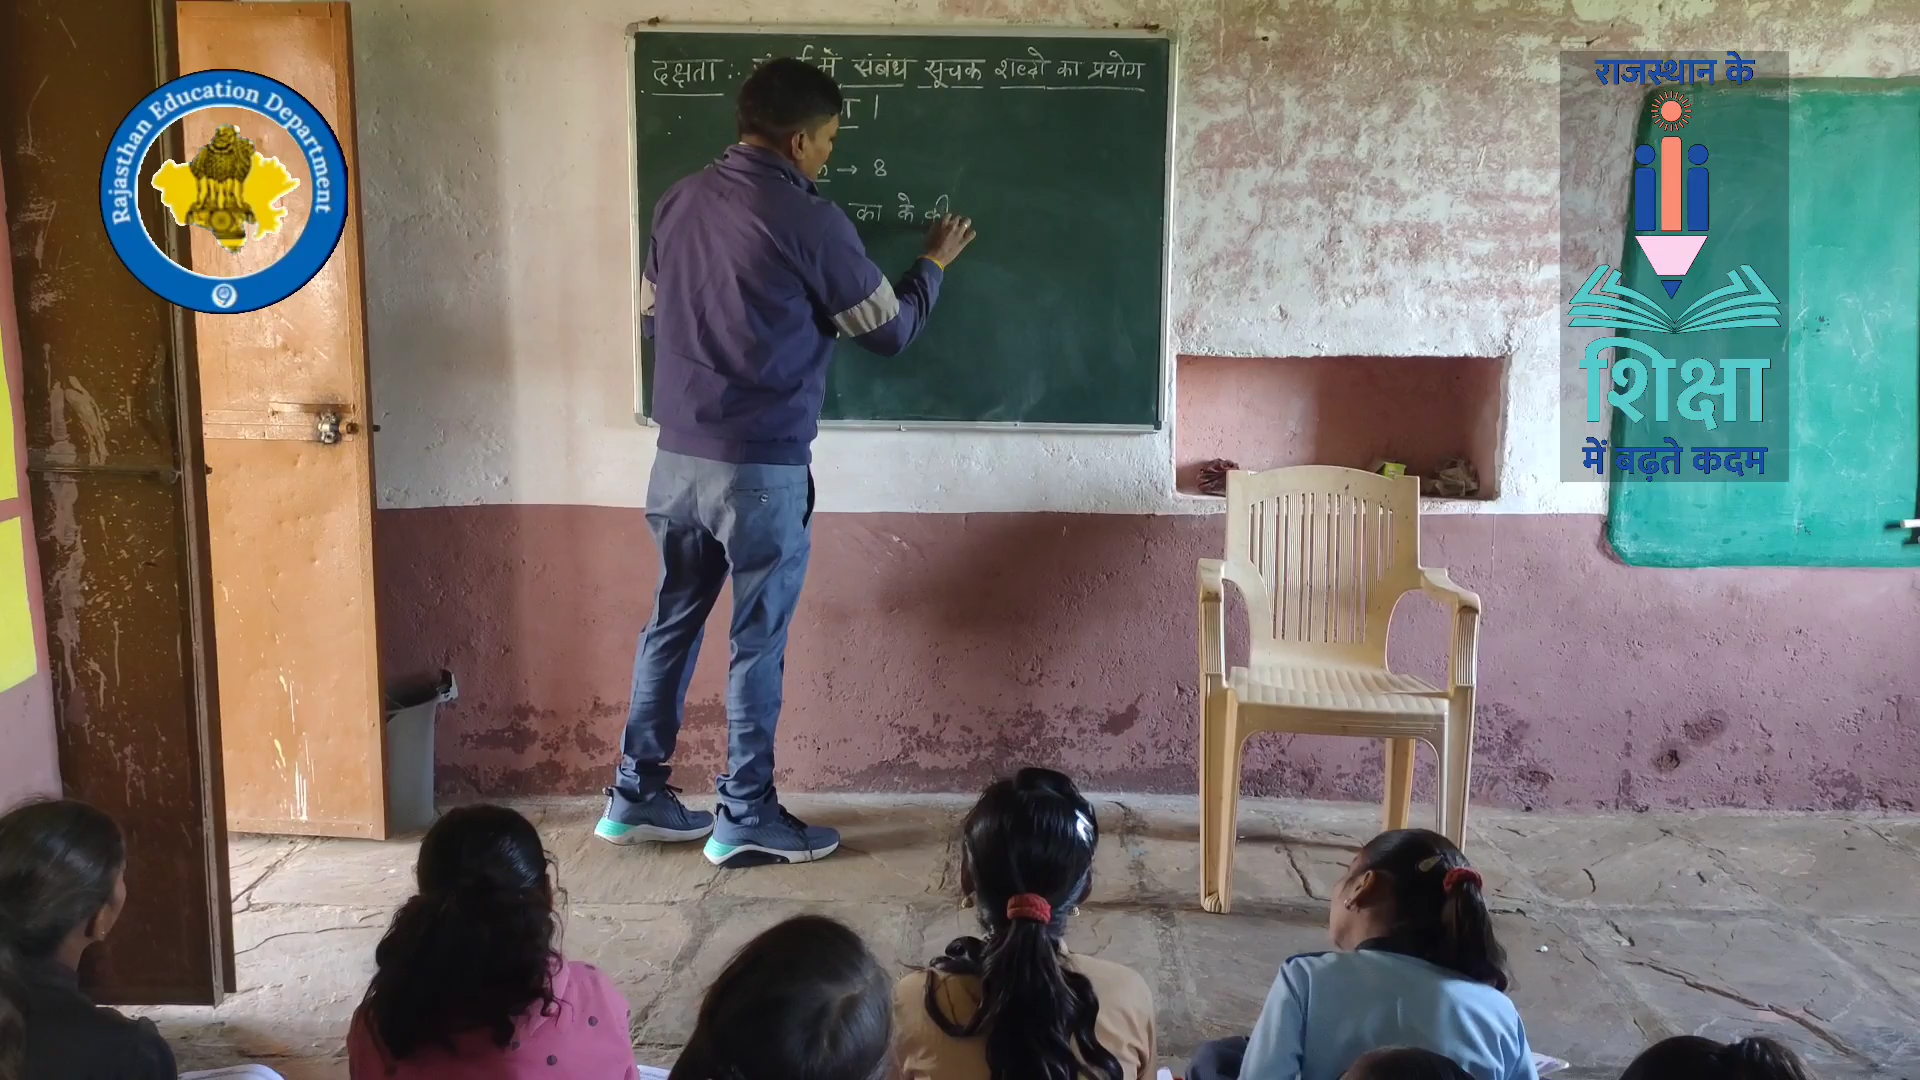 Rajasthan Education Department
दक्षता :. में संबंध सूचक शब्दो का प्रयोग
।
→ 8
का के की
राजस्थान के
शिक्षा
में बढ़ते कदम